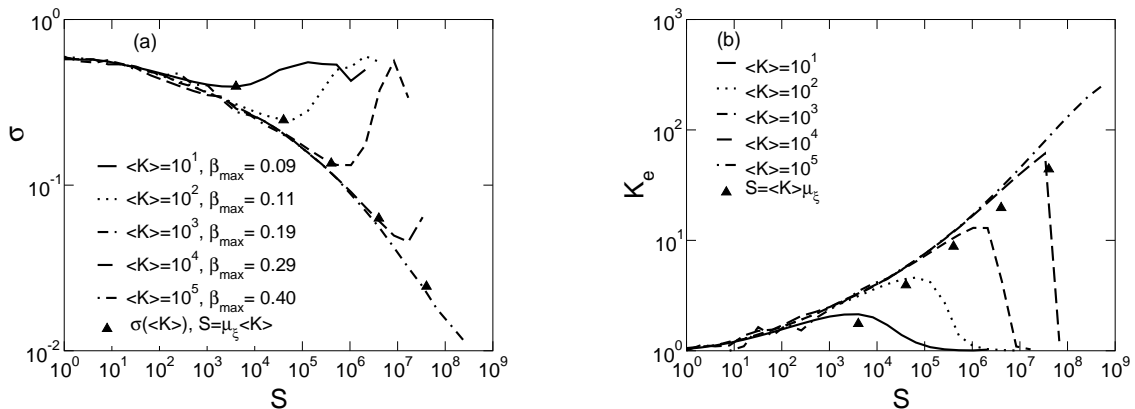 (a)
10^0
10^-1
10^-2
σ
<K>=10^1, β_max= 0.09
<K>=10^2, β_max= 0.11
<K>=10^3, β_max= 0.19
<K>=10^4, β_max= 0.29
<K>=10^5, β_max= 0.40
σ(<K>), S=μ_ξ<K>
10^0 10^1 10^2 10^3 10^4 10^5 10^6 10^7 10^8 10^9
S
(b)
10^3
10^2
10^1
10^0
K_e
<K>=10^1
<K>=10^2
<K>=10^3
<K>=10^4
<K>=10^5
S=<K>μ_ξ
10^0 10^1 10^2 10^3 10^4 10^5 10^6 10^7 10^8 10^9
S